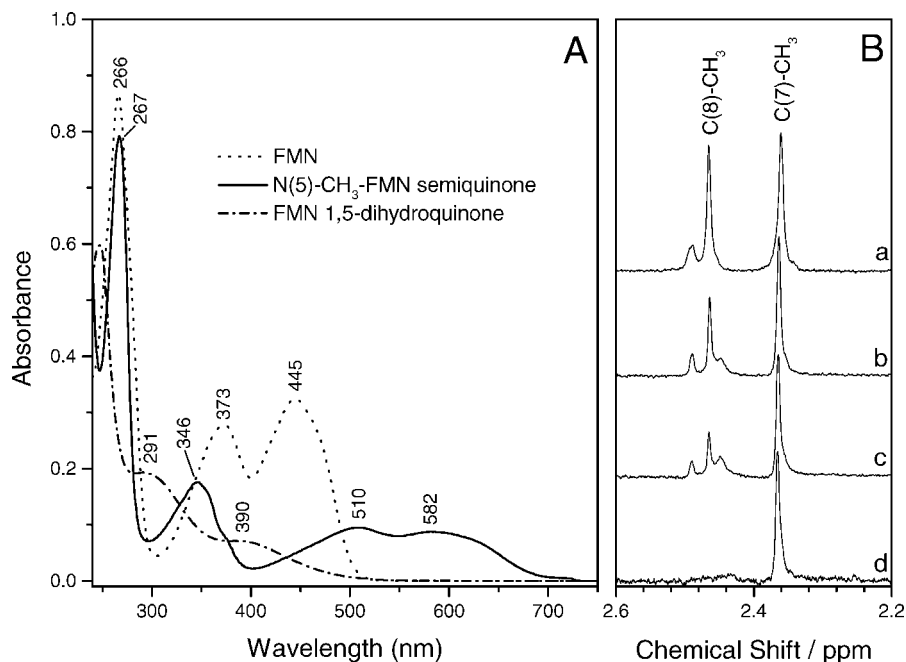 A
1.0
0.8
0.6
0.4
0.2
0.0
Absorbance
300
400
500
600
700
Wavelength (nm)
266
267
291
346
373
390
445
510
582
FMN
N(5)-CH₃-FMN semiquinone
FMN 1,5-dihydroquinone
B
C(8)-CH₃
C(7)-CH₃
a
b
c
d
2.6
2.4
2.2
Chemical Shift / ppm